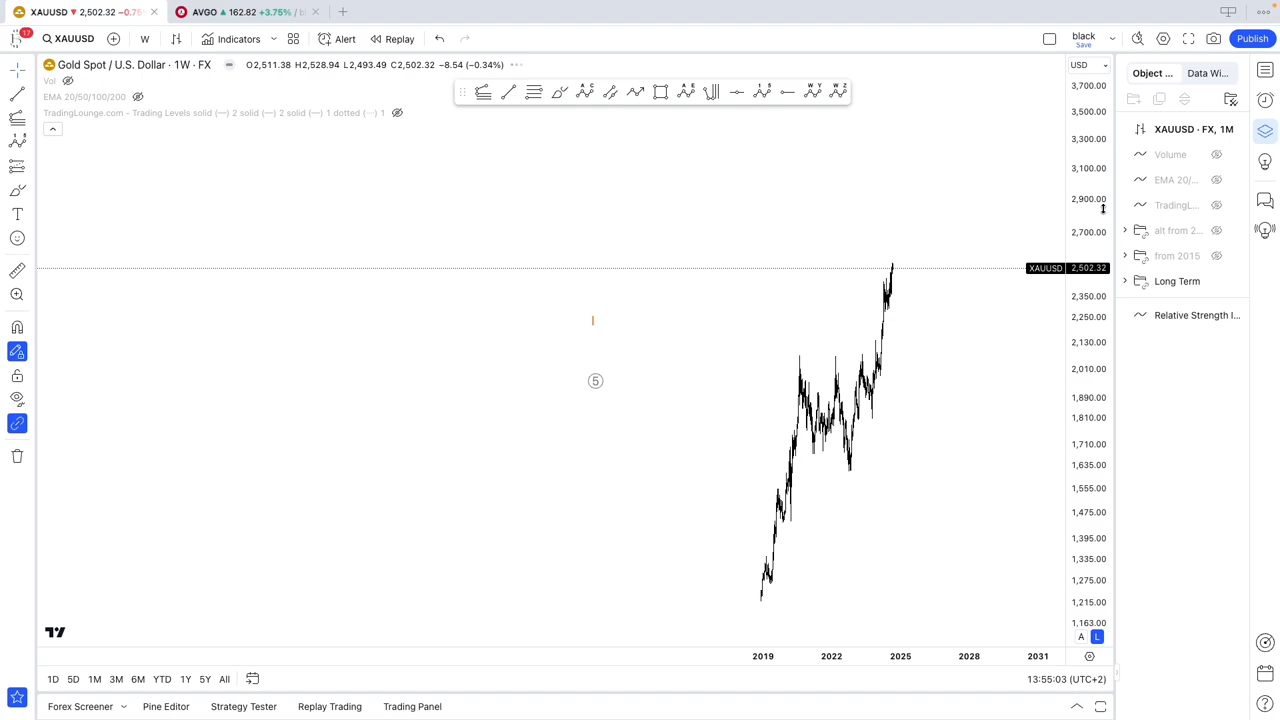 XAUUSD 2,502.32 −0.75
AVGO 162.82 +3.75% / b
17
XAUUSD
W
Indicators
Alert
Replay
black
Save
Publish
Gold Spot / U.S. Dollar · 1W · FX
O2,511.38 H2,528.94 L2,493.49 C2,502.32 −8.54 (−0.34%)
USD
Vol
EMA 20/50/100/200
TradingLounge.com - Trading Levels solid (—) 2 solid (—) 2 solid (—) 1 dotted (—) 1
A C
A E
1 5
W Y
W Z
3,700.00
3,500.00
3,300.00
3,100.00
2,900.00
2,700.00
XAUUSD 2,502.32
2,350.00
2,250.00
2,130.00
2,010.00
1,890.00
1,810.00
1,710.00
1,635.00
1,555.00
1,475.00
1,395.00
1,335.00
1,275.00
1,215.00
1,163.00
I
5
A L
2019 2022 2025 2028 2031
1D 5D 1M 3M 6M YTD 1Y 5Y All
13:55:03 (UTC+2)
Forex Screener
Pine Editor
Strategy Tester
Replay Trading
Trading Panel
Object ...
Data Wi...
XAUUSD · FX, 1M
Volume
EMA 20/...
TradingL...
alt from 2...
from 2015
Long Term
Relative Strength I...